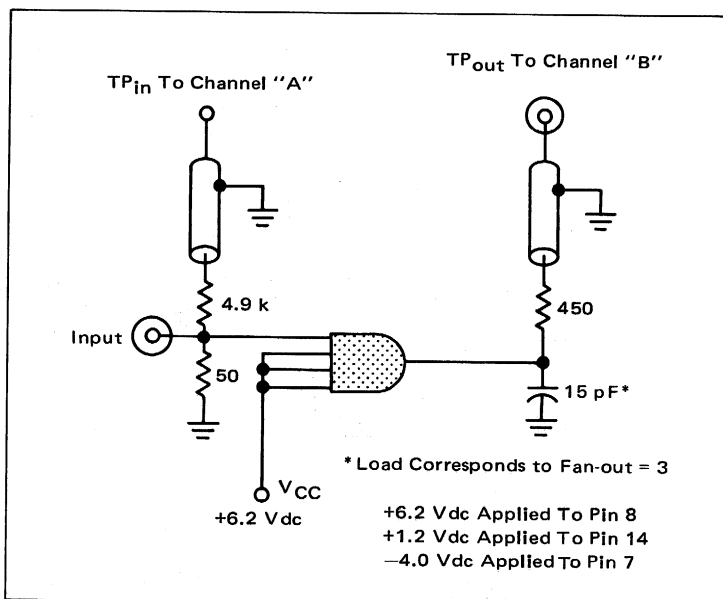 TPin To Channel "A"
TPout To Channel "B"
4.9 k
450
Input
50
15 pF*
*Load Corresponds to Fan-out = 3
VCC
+6.2 Vdc
+6.2 Vdc Applied To Pin 8
+1.2 Vdc Applied To Pin 14
−4.0 Vdc Applied To Pin 7